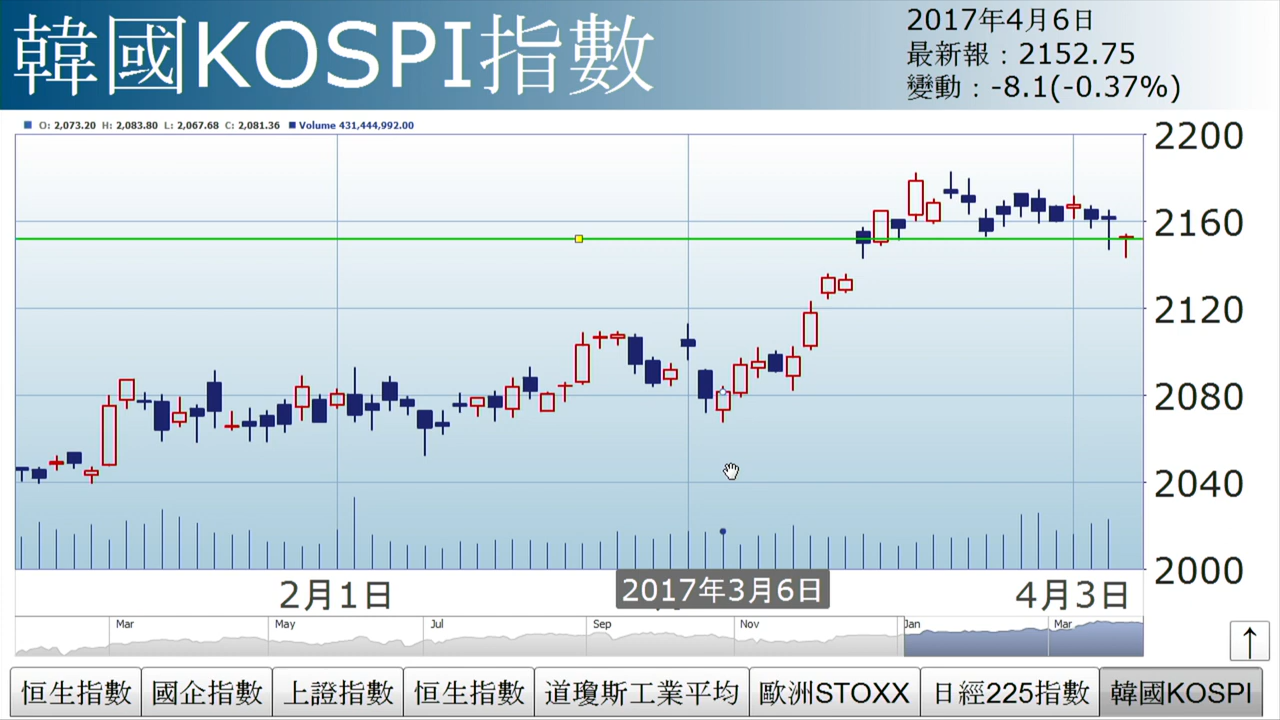 韓國KOSPI指數
2017年4月6日
最新報：2152.75
變動：-8.1(-0.37%)
O: 2,073.20 H: 2,083.80 L: 2,067.68 C: 2,081.36 Volume 431,444,992.00
2200
2160
2120
2080
2040
2000
2月1日
2017年3月6日
4月3日
Mar May Jul Sep Nov Jan Mar
↑
恒生指數 國企指數 上證指數 恒生指數 道瓊斯工業平均 歐洲STOXX 日經225指數 韓國KOSPI